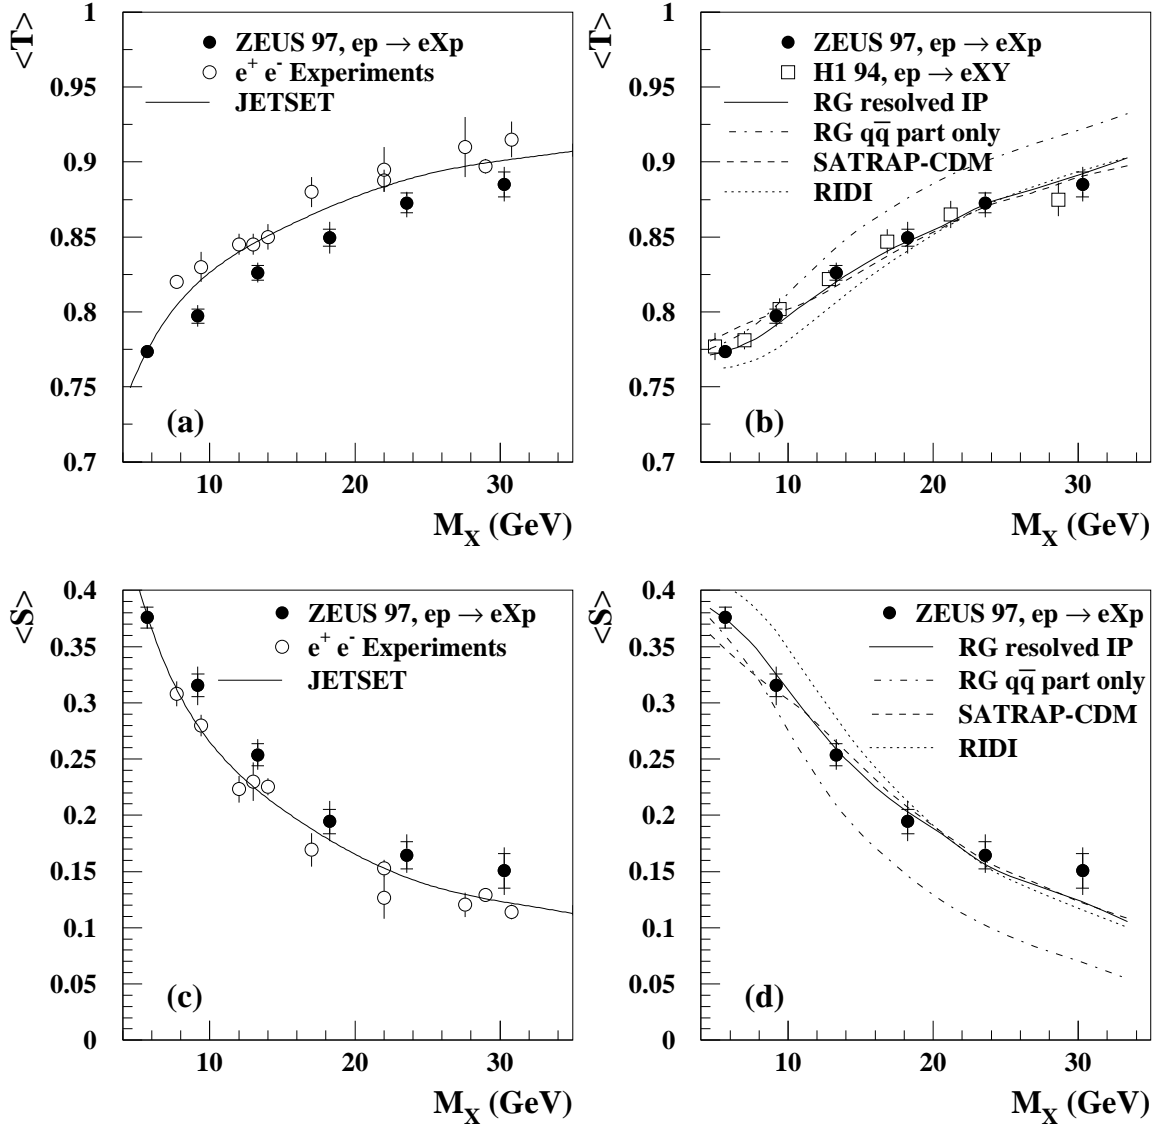 <T>
1
0.95
0.9
0.85
0.8
0.75
0.7
ZEUS 97, ep → eXp
e⁺ e⁻ Experiments
JETSET
(a)
10 20 30
M_X (GeV)
<T>
1
0.95
0.9
0.85
0.8
0.75
0.7
ZEUS 97, ep → eXp
H1 94, ep → eXY
RG resolved IP
RG qq̅ part only
SATRAP-CDM
RIDI
(b)
10 20 30
M_X (GeV)
<S>
0.4
0.35
0.3
0.25
0.2
0.15
0.1
0.05
0
ZEUS 97, ep → eXp
e⁺ e⁻ Experiments
JETSET
(c)
10 20 30
M_X (GeV)
<S>
0.4
0.35
0.3
0.25
0.2
0.15
0.1
0.05
0
ZEUS 97, ep → eXp
RG resolved IP
RG qq̅ part only
SATRAP-CDM
RIDI
(d)
10 20 30
M_X (GeV)